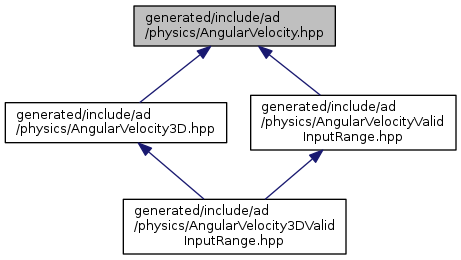 generated/include/ad
/physics/AngularVelocity.hpp
generated/include/ad
/physics/AngularVelocity3D.hpp
generated/include/ad
/physics/AngularVelocityValid
InputRange.hpp
generated/include/ad
/physics/AngularVelocity3DValid
InputRange.hpp